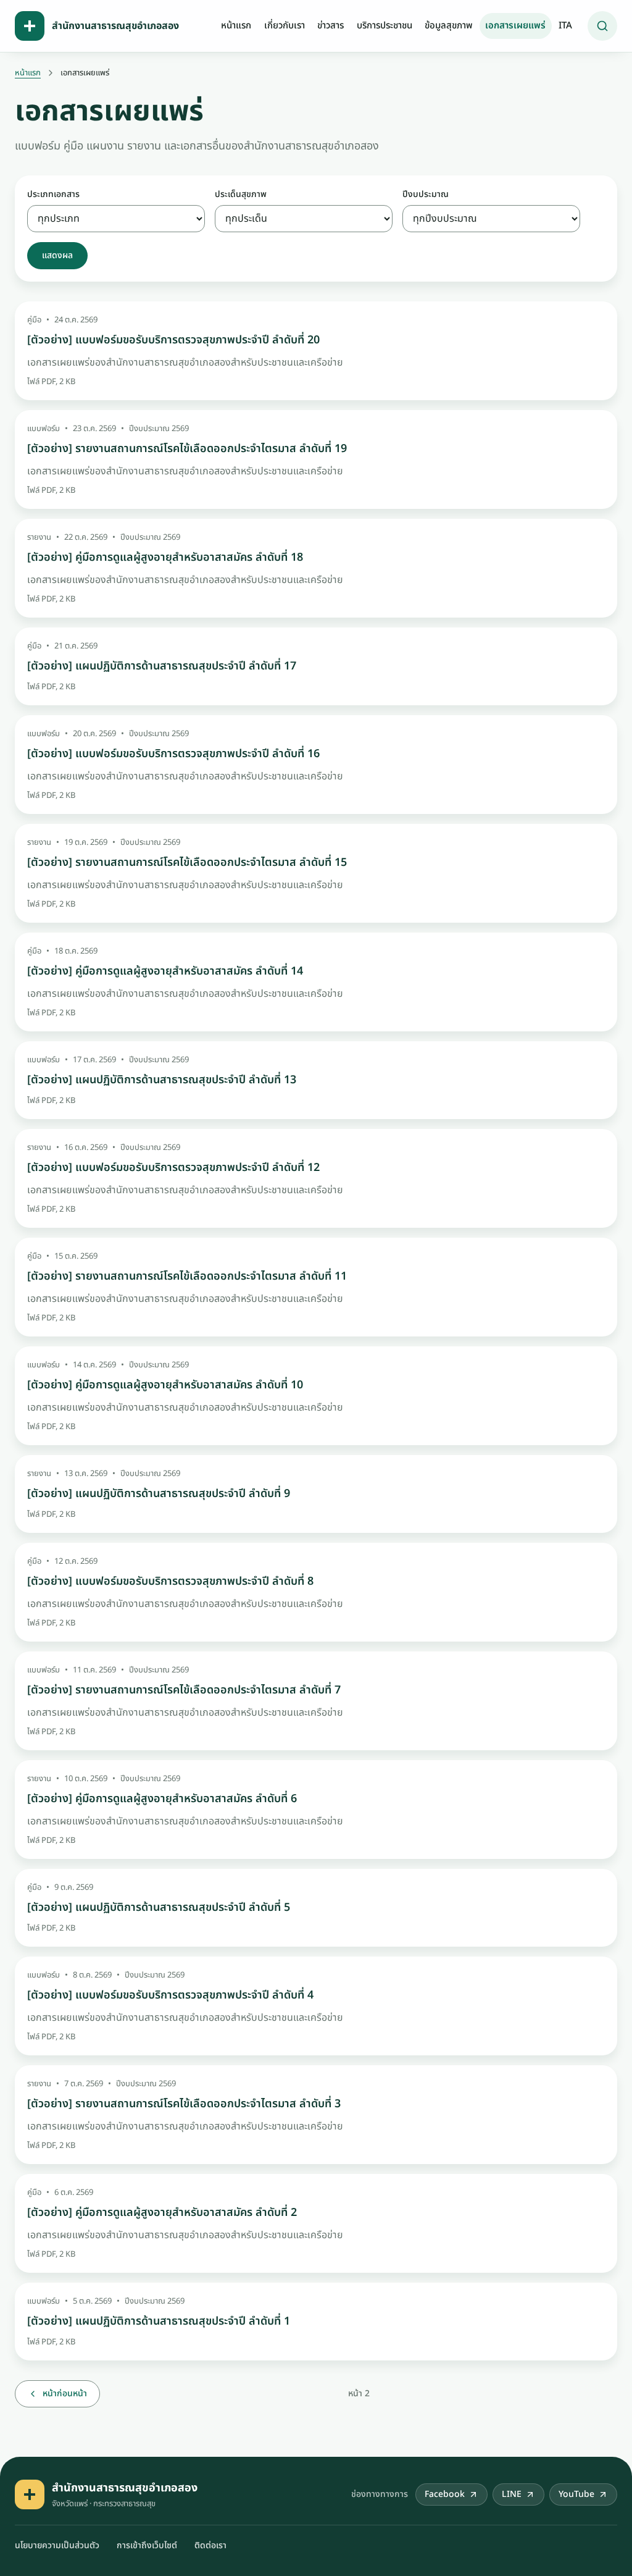 สำนักงานสาธารณสุขอำเภอสอง
หน้าแรก เกี่ยวกับเรา ข่าวสาร บริการประชาชน ข้อมูลสุขภาพ เอกสารเผยแพร่ ITA
หน้าแรก > เอกสารเผยแพร่
เอกสารเผยแพร่
แบบฟอร์ม คู่มือ แผนงาน รายงาน และเอกสารอื่นของสำนักงานสาธารณสุขอำเภอสอง
ประเภทเอกสาร ประเด็นสุขภาพ ปีงบประมาณ
ทุกประเภท ทุกประเด็น ทุกปีงบประมาณ
แสดงผล
คู่มือ • 24 ต.ค. 2569
[ตัวอย่าง] แบบฟอร์มขอรับบริการตรวจสุขภาพประจำปี ลำดับที่ 20
เอกสารเผยแพร่ของสำนักงานสาธารณสุขอำเภอสองสำหรับประชาชนและเครือข่าย
ไฟล์ PDF, 2 KB
แบบฟอร์ม • 23 ต.ค. 2569 • ปีงบประมาณ 2569
[ตัวอย่าง] รายงานสถานการณ์โรคไข้เลือดออกประจำไตรมาส ลำดับที่ 19
เอกสารเผยแพร่ของสำนักงานสาธารณสุขอำเภอสองสำหรับประชาชนและเครือข่าย
ไฟล์ PDF, 2 KB
รายงาน • 22 ต.ค. 2569 • ปีงบประมาณ 2569
[ตัวอย่าง] คู่มือการดูแลผู้สูงอายุสำหรับอาสาสมัคร ลำดับที่ 18
เอกสารเผยแพร่ของสำนักงานสาธารณสุขอำเภอสองสำหรับประชาชนและเครือข่าย
ไฟล์ PDF, 2 KB
คู่มือ • 21 ต.ค. 2569
[ตัวอย่าง] แผนปฏิบัติการด้านสาธารณสุขประจำปี ลำดับที่ 17
ไฟล์ PDF, 2 KB
แบบฟอร์ม • 20 ต.ค. 2569 • ปีงบประมาณ 2569
[ตัวอย่าง] แบบฟอร์มขอรับบริการตรวจสุขภาพประจำปี ลำดับที่ 16
เอกสารเผยแพร่ของสำนักงานสาธารณสุขอำเภอสองสำหรับประชาชนและเครือข่าย
ไฟล์ PDF, 2 KB
รายงาน • 19 ต.ค. 2569 • ปีงบประมาณ 2569
[ตัวอย่าง] รายงานสถานการณ์โรคไข้เลือดออกประจำไตรมาส ลำดับที่ 15
เอกสารเผยแพร่ของสำนักงานสาธารณสุขอำเภอสองสำหรับประชาชนและเครือข่าย
ไฟล์ PDF, 2 KB
คู่มือ • 18 ต.ค. 2569
[ตัวอย่าง] คู่มือการดูแลผู้สูงอายุสำหรับอาสาสมัคร ลำดับที่ 14
เอกสารเผยแพร่ของสำนักงานสาธารณสุขอำเภอสองสำหรับประชาชนและเครือข่าย
ไฟล์ PDF, 2 KB
แบบฟอร์ม • 17 ต.ค. 2569 • ปีงบประมาณ 2569
[ตัวอย่าง] แผนปฏิบัติการด้านสาธารณสุขประจำปี ลำดับที่ 13
ไฟล์ PDF, 2 KB
รายงาน • 16 ต.ค. 2569 • ปีงบประมาณ 2569
[ตัวอย่าง] แบบฟอร์มขอรับบริการตรวจสุขภาพประจำปี ลำดับที่ 12
เอกสารเผยแพร่ของสำนักงานสาธารณสุขอำเภอสองสำหรับประชาชนและเครือข่าย
ไฟล์ PDF, 2 KB
คู่มือ • 15 ต.ค. 2569
[ตัวอย่าง] รายงานสถานการณ์โรคไข้เลือดออกประจำไตรมาส ลำดับที่ 11
เอกสารเผยแพร่ของสำนักงานสาธารณสุขอำเภอสองสำหรับประชาชนและเครือข่าย
ไฟล์ PDF, 2 KB
แบบฟอร์ม • 14 ต.ค. 2569 • ปีงบประมาณ 2569
[ตัวอย่าง] คู่มือการดูแลผู้สูงอายุสำหรับอาสาสมัคร ลำดับที่ 10
เอกสารเผยแพร่ของสำนักงานสาธารณสุขอำเภอสองสำหรับประชาชนและเครือข่าย
ไฟล์ PDF, 2 KB
รายงาน • 13 ต.ค. 2569 • ปีงบประมาณ 2569
[ตัวอย่าง] แผนปฏิบัติการด้านสาธารณสุขประจำปี ลำดับที่ 9
ไฟล์ PDF, 2 KB
คู่มือ • 12 ต.ค. 2569
[ตัวอย่าง] แบบฟอร์มขอรับบริการตรวจสุขภาพประจำปี ลำดับที่ 8
เอกสารเผยแพร่ของสำนักงานสาธารณสุขอำเภอสองสำหรับประชาชนและเครือข่าย
ไฟล์ PDF, 2 KB
แบบฟอร์ม • 11 ต.ค. 2569 • ปีงบประมาณ 2569
[ตัวอย่าง] รายงานสถานการณ์โรคไข้เลือดออกประจำไตรมาส ลำดับที่ 7
เอกสารเผยแพร่ของสำนักงานสาธารณสุขอำเภอสองสำหรับประชาชนและเครือข่าย
ไฟล์ PDF, 2 KB
รายงาน • 10 ต.ค. 2569 • ปีงบประมาณ 2569
[ตัวอย่าง] คู่มือการดูแลผู้สูงอายุสำหรับอาสาสมัคร ลำดับที่ 6
เอกสารเผยแพร่ของสำนักงานสาธารณสุขอำเภอสองสำหรับประชาชนและเครือข่าย
ไฟล์ PDF, 2 KB
คู่มือ • 9 ต.ค. 2569
[ตัวอย่าง] แผนปฏิบัติการด้านสาธารณสุขประจำปี ลำดับที่ 5
ไฟล์ PDF, 2 KB
แบบฟอร์ม • 8 ต.ค. 2569 • ปีงบประมาณ 2569
[ตัวอย่าง] แบบฟอร์มขอรับบริการตรวจสุขภาพประจำปี ลำดับที่ 4
เอกสารเผยแพร่ของสำนักงานสาธารณสุขอำเภอสองสำหรับประชาชนและเครือข่าย
ไฟล์ PDF, 2 KB
รายงาน • 7 ต.ค. 2569 • ปีงบประมาณ 2569
[ตัวอย่าง] รายงานสถานการณ์โรคไข้เลือดออกประจำไตรมาส ลำดับที่ 3
เอกสารเผยแพร่ของสำนักงานสาธารณสุขอำเภอสองสำหรับประชาชนและเครือข่าย
ไฟล์ PDF, 2 KB
คู่มือ • 6 ต.ค. 2569
[ตัวอย่าง] คู่มือการดูแลผู้สูงอายุสำหรับอาสาสมัคร ลำดับที่ 2
เอกสารเผยแพร่ของสำนักงานสาธารณสุขอำเภอสองสำหรับประชาชนและเครือข่าย
ไฟล์ PDF, 2 KB
แบบฟอร์ม • 5 ต.ค. 2569 • ปีงบประมาณ 2569
[ตัวอย่าง] แผนปฏิบัติการด้านสาธารณสุขประจำปี ลำดับที่ 1
ไฟล์ PDF, 2 KB
หน้าก่อนหน้า หน้า 2
สำนักงานสาธารณสุขอำเภอสอง
จังหวัดแพร่ · กระทรวงสาธารณสุข
ช่องทางทางการ Facebook LINE YouTube
นโยบายความเป็นส่วนตัว การเข้าถึงเว็บไซต์ ติดต่อเรา